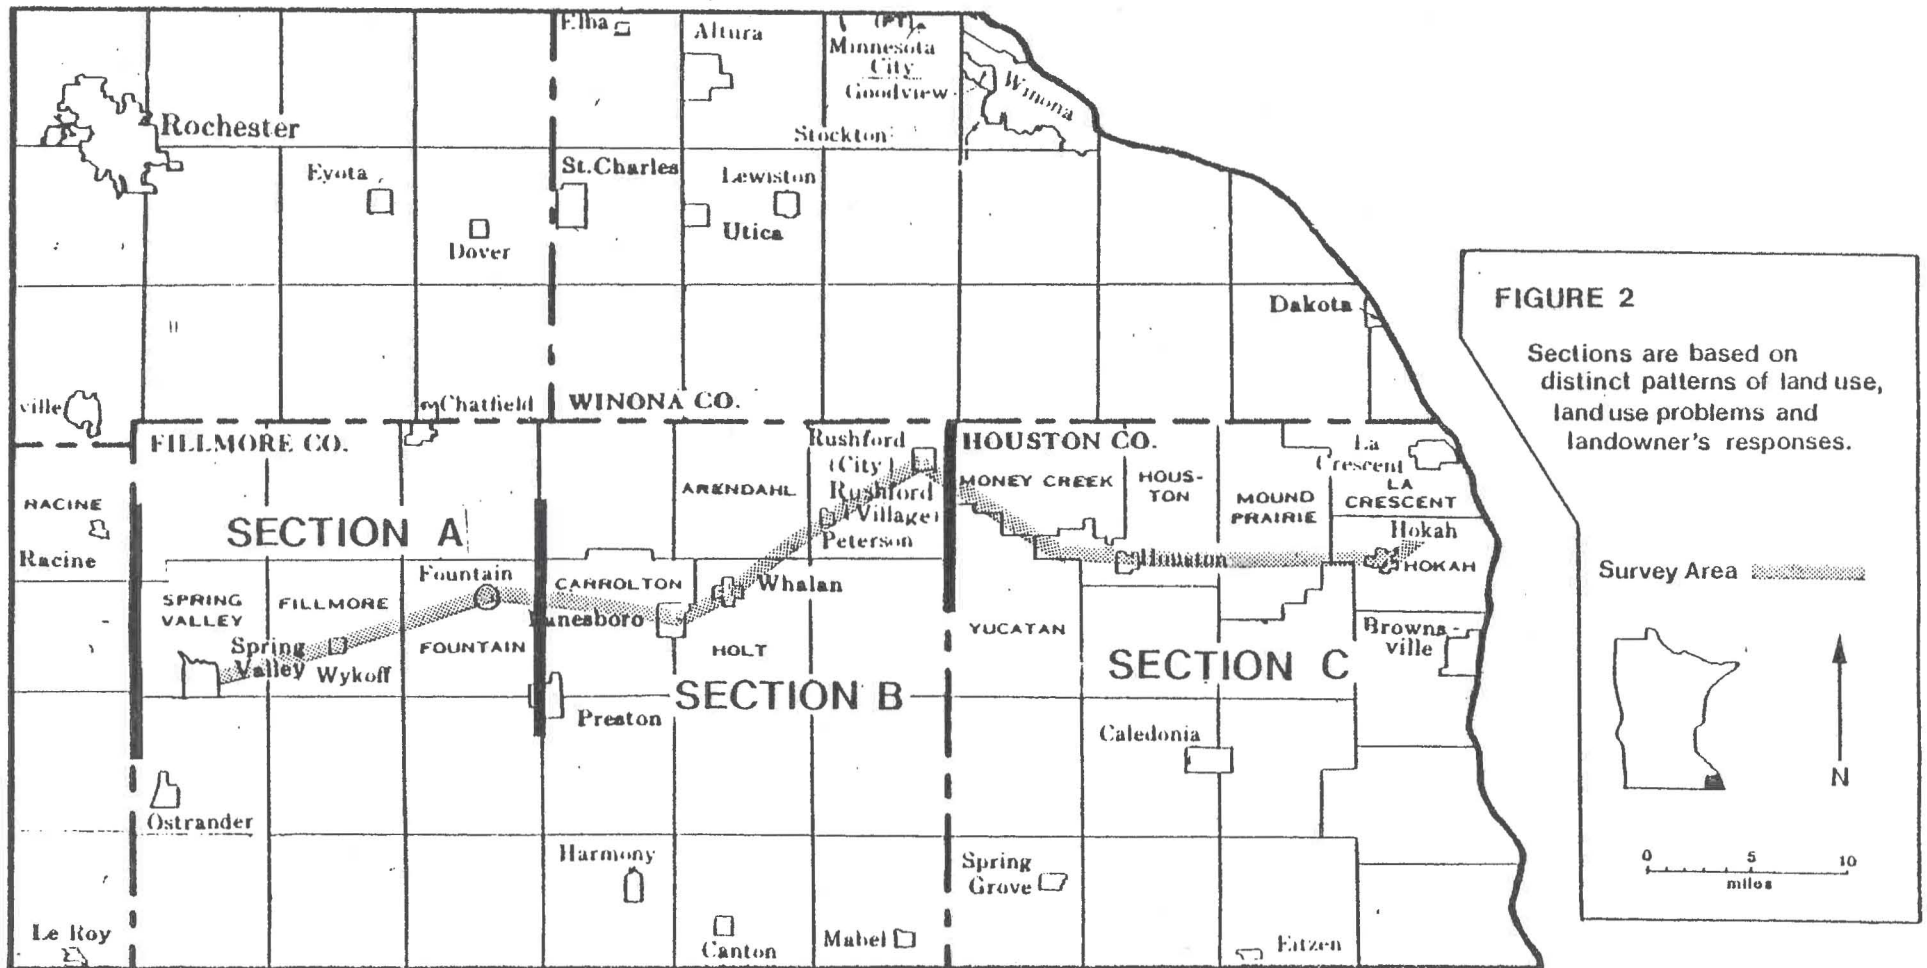 Elba
Altura
(PT)
Minnesota
City
Goodview
Winona
Rochester
Stockton
Eyota
St. Charles
Lewiston
Dover
Utica
Dakota
ville
Chatfield
WINONA CO.
FILLMORE CO.
Rushford
(City)
HOUSTON CO.
La
Crescent
RACINE
Racine
SECTION A
ARENDAHL
Rushford
(Village)
Peterson
MONEY CREEK
HOUS-
TON
MOUND
PRAIRIE
LA
CRESCENT
Hokah
HOKAH
Houston
Fountain
SPRING
VALLEY
FILLMORE
CARROLTON
Whalan
Lanesboro
Spring
Valley
Wykoff
FOUNTAIN
HOLT
YUCATAN
Browns-
ville
SECTION B
SECTION C
Preston
Caledonia
Ostrander
Harmony
Spring
Grove
Le Roy
Canton
Mabel
Eitzen
FIGURE 2
Sections are based on
distinct patterns of land use,
land use problems and
landowner's responses.
Survey Area
N
0 5 10
miles